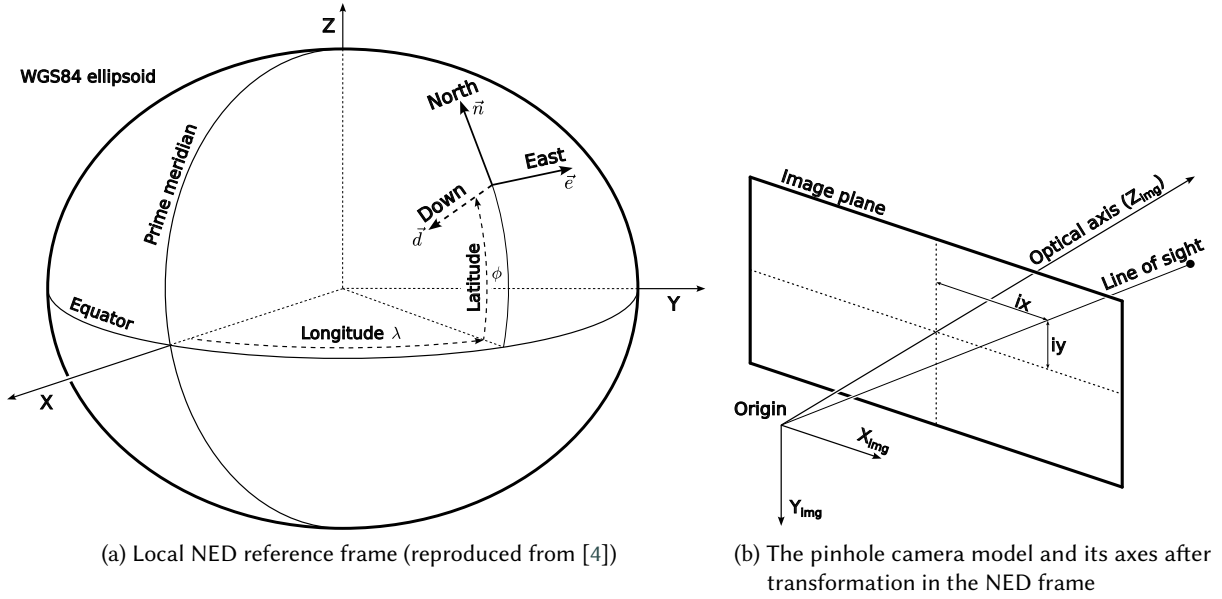 Z
WGS84 ellipsoid
North
n⃗
East
e⃗
Prime meridian
Down
d⃗
Latitude
ϕ
Equator
Longitude λ
Y
X
(a) Local NED reference frame (reproduced from [4])
Image plane
Optical axis (Z_img)
Line of sight
ix
iy
Origin
X_img
Y_img
(b) The pinhole camera model and its axes after
transformation in the NED frame